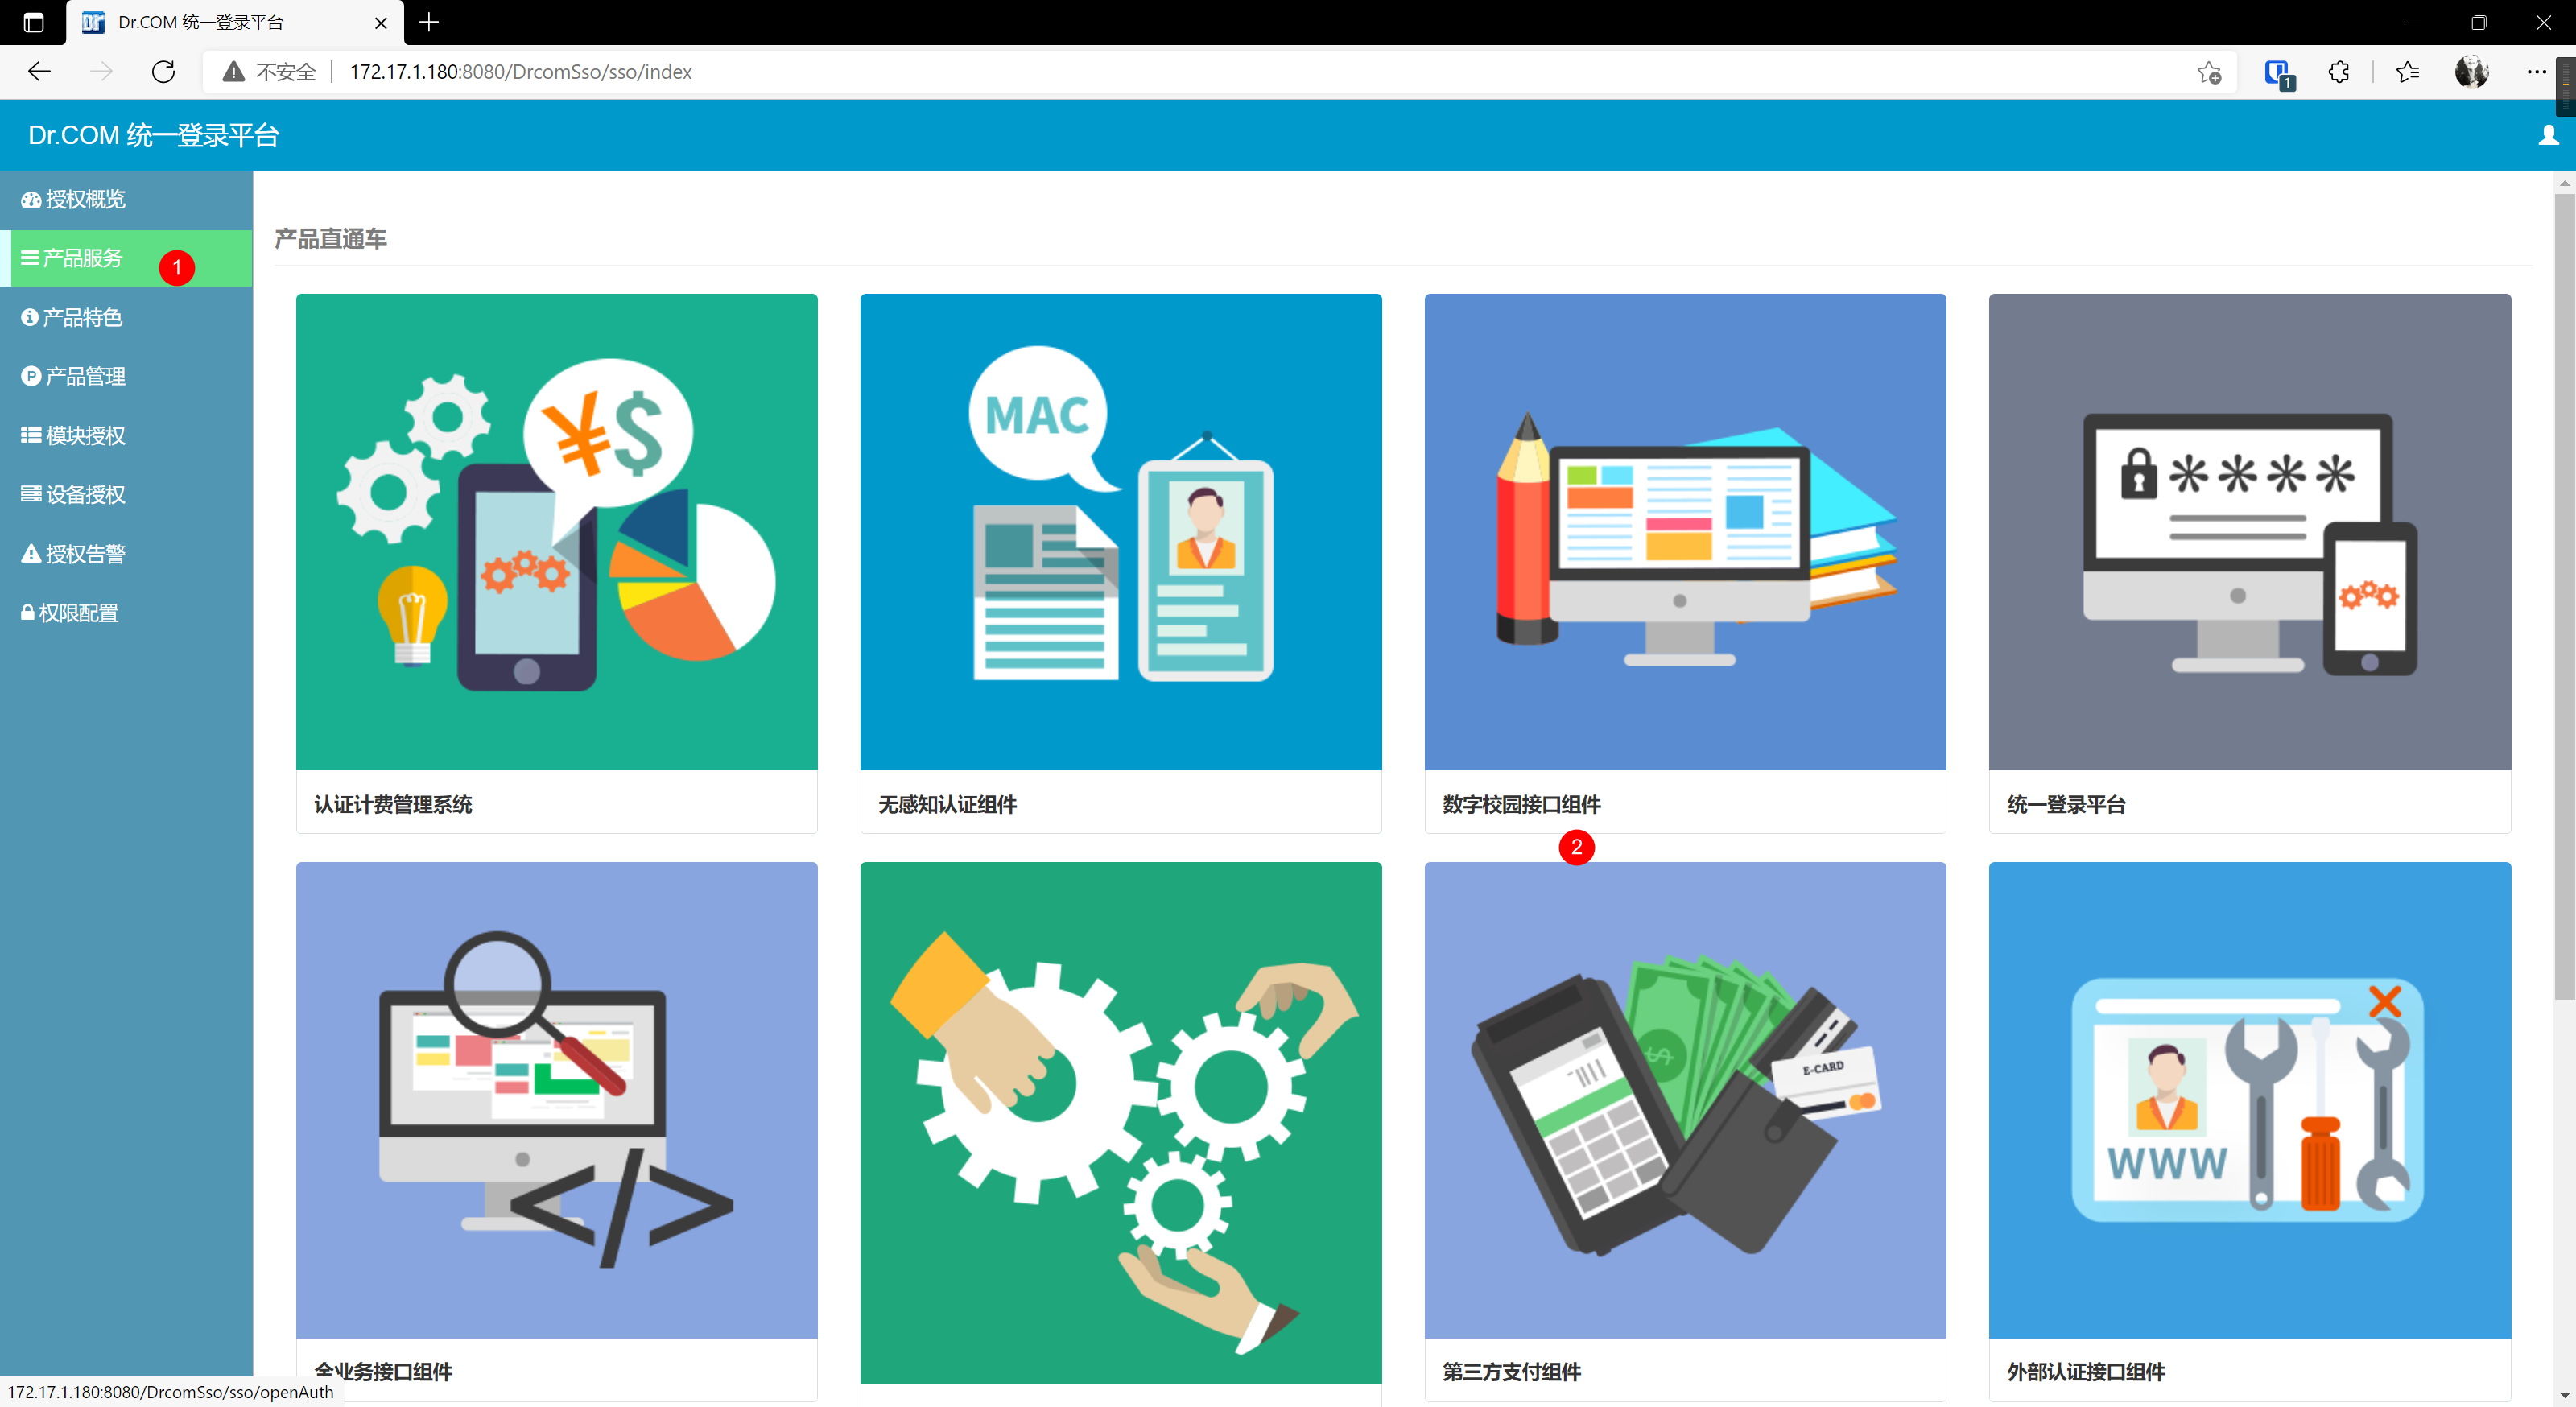 Dr.COM 统一登录平台
不安全
172.17.1.180:8080/DrcomSso/sso/index
1
Dr.COM 统一登录平台
授权概览
产品服务
1
产品特色
产品管理
模块授权
设备授权
授权告警
权限配置
产品直通车
¥$
MAC
认证计费管理系统
无感知认证组件
数字校园接口组件
统一登录平台
2
E-CARD
WWW
</>
全业务接口组件
第三方支付组件
外部认证接口组件
172.17.1.180:8080/DrcomSso/sso/openAuth